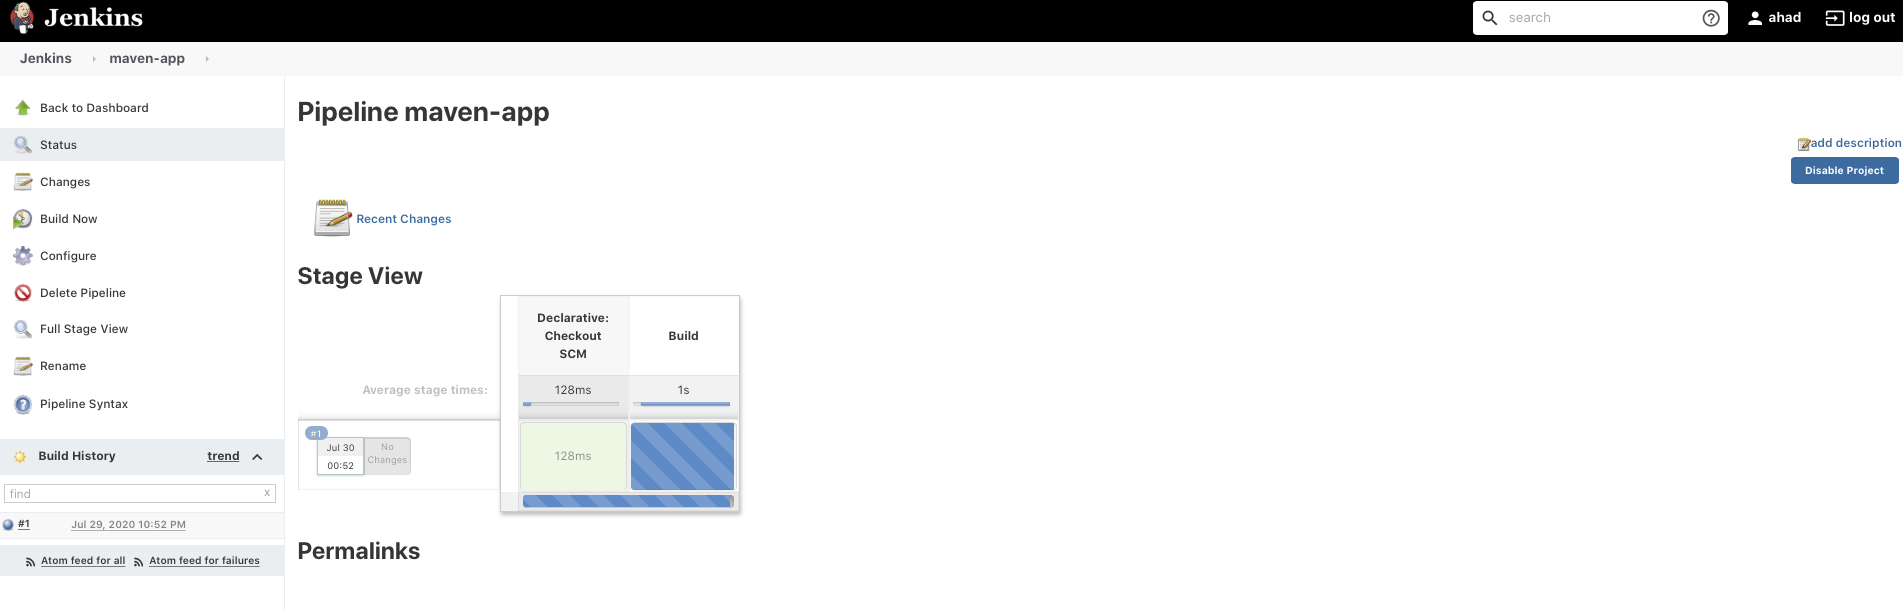 Jenkins
search
ahad
log out
Jenkins
maven-app
Back to Dashboard
Status
Changes
Build Now
Configure
Delete Pipeline
Full Stage View
Rename
Pipeline Syntax
Build History
trend
find
x
#1
Jul 29, 2020 10:52 PM
Atom feed for all
Atom feed for failures
Pipeline maven-app
add description
Disable Project
Recent Changes
Stage View
Declarative:
Checkout
SCM
Build
Average stage times:
128ms
1s
#1
Jul 30
00:52
No
Changes
128ms
Permalinks